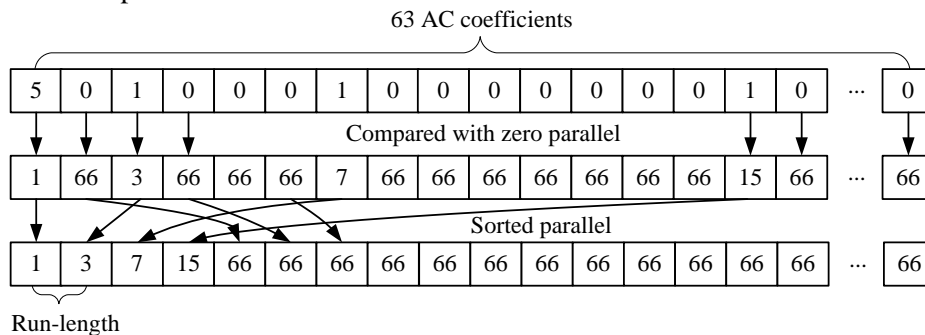 63 AC coefficients
5 0 1 0 0 0 1 0 0 0 0 0 0 0 1 0 ... 0
Compared with zero parallel
1 66 3 66 66 66 7 66 66 66 66 66 66 66 15 66 ... 66
Sorted parallel
1 3 7 15 66 66 66 66 66 66 66 66 66 66 66 66 ... 66
Run-length